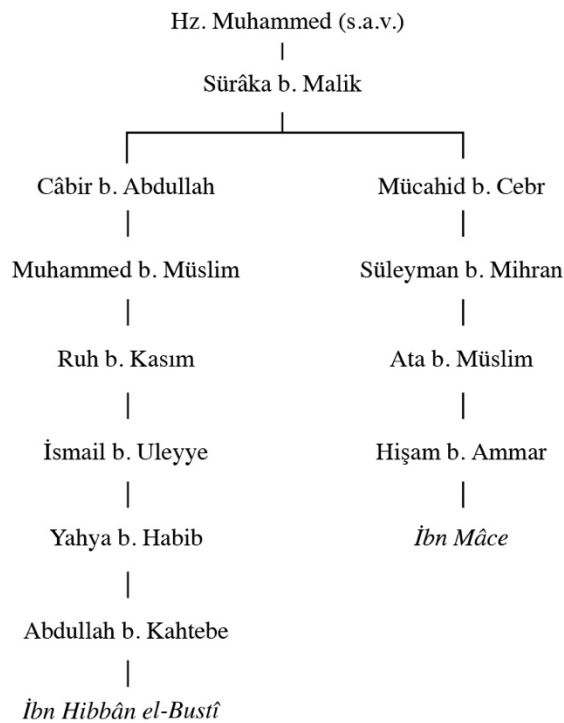 Hz. Muhammed (s.a.v.)
Sürâka b. Malik
Câbir b. Abdullah
Mücahid b. Cebr
Muhammed b. Müslim
Süleyman b. Mihran
Ruh b. Kasım
Ata b. Müslim
İsmail b. Uleyye
Hişam b. Ammar
Yahya b. Habib
İbn Mâce
Abdullah b. Kahtebe
İbn Hibbân el-Bustî